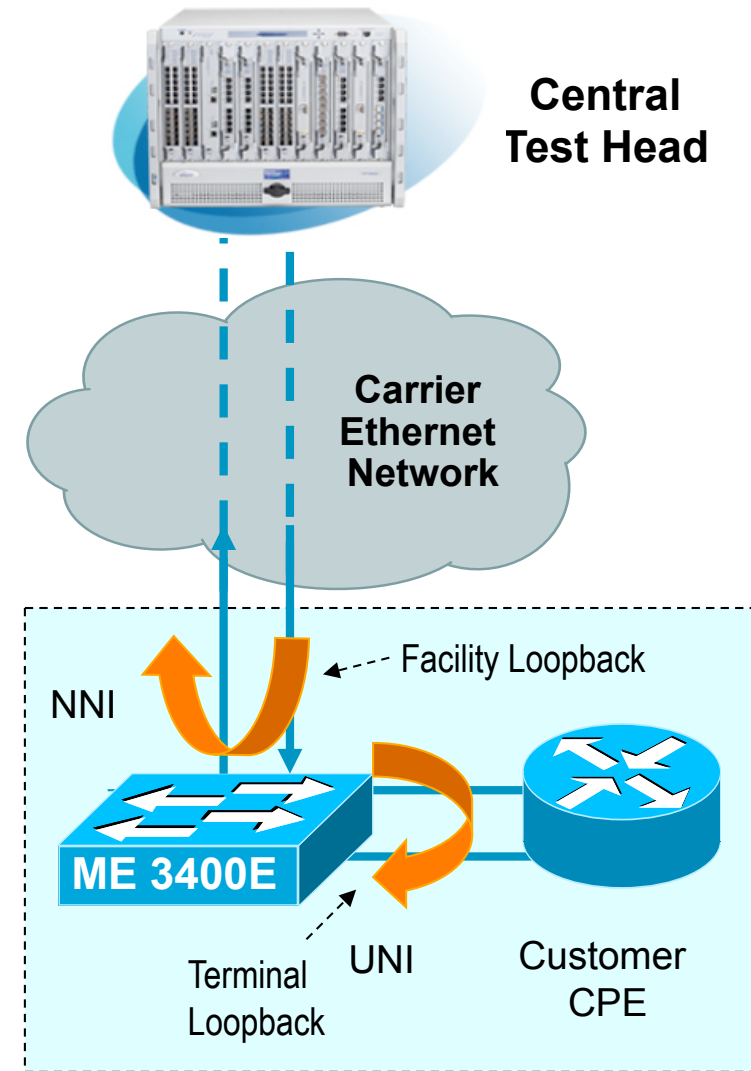 Central
Test Head
Carrier
Ethernet
Network
Facility Loopback
NNI
ME 3400E
UNI
Terminal
Loopback
Customer
CPE